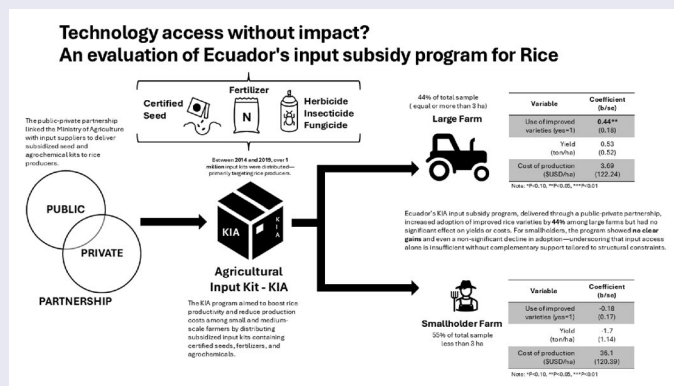 Technology access without impact?
An evaluation of Ecuador's input subsidy program for Rice
The public-private partnership
linked the Ministry of Agriculture
with input suppliers to deliver
subsidized seed and
agrochemical kits to rice
producers.
PUBLIC
PRIVATE
PARTNERSHIP
Certified
Seed
Fertilizer
N
Herbicide
Insecticide
Fungicide
Between 2014 and 2019, over 1
million input kits were distributed—
primarily targeting rice producers.
KIA
KIA
Agricultural
Input Kit - KIA
The KIA program aimed to boost rice
productivity and reduce production
costs among small and medium-
scale farmers by distributing
subsidized input kits containing
certified seeds, fertilizers, and
agrochemicals.
44% of total sample
( equal or more than 3 ha)
Large Farm
Variable Coefficient (b/se)
Use of improved varieties (yes=1) 0.44** (0.18)
Yield (ton/ha) 0.53 (0.52)
Cost of production ($USD/ha) 3.69 (122.24)
Note: *P<0.10, **P<0.05, ***P<0.01
Ecuador's KIA input subsidy program, delivered through a public-private partnership,
increased adoption of improved rice varieties by 44% among large farms but had no
significant effect on yields or costs. For smallholders, the program showed no clear
gains and even a non-significant decline in adoption—underscoring that input access
alone is insufficient without complementary support tailored to structural constraints.
Smallholder Farm
55% of total sample
less than 3 ha
Variable Coefficient (b/se)
Use of improved varieties (yes=1) -0.18 (0.17)
Yield (ton/ha) -1.7 (1.14)
Cost of production ($USD/ha) 36.1 (120.39)
Note: *P<0.10, **P<0.05, ***P<0.01